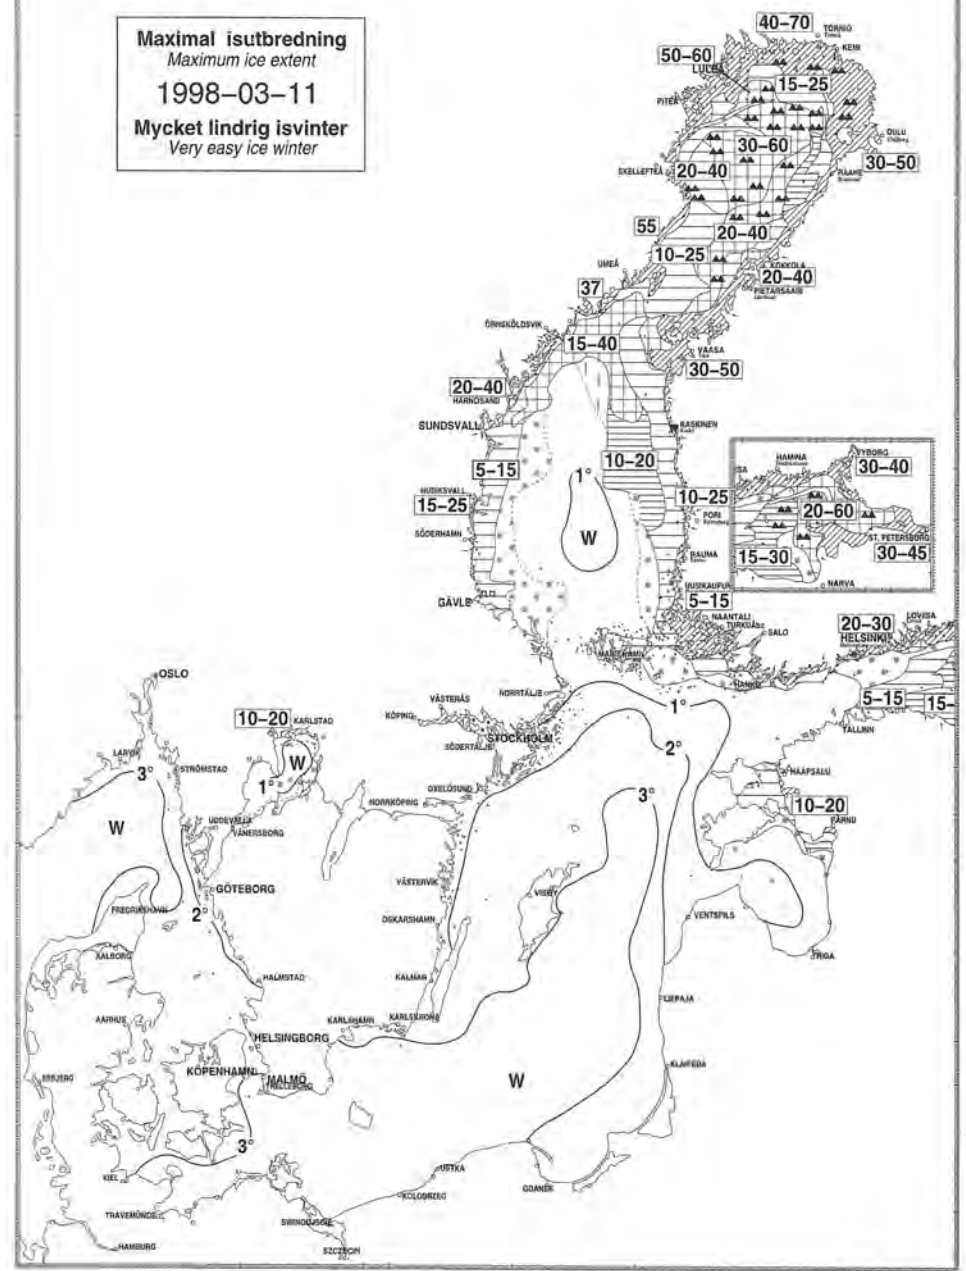 Maximal isutbredning
Maximum ice extent
1998-03-11
Mycket lindrig isvinter
Very easy ice winter
40-70
TORNIO
KEMI
50-60
LULEÅ
15-25
PITEÅ
OULU
30-60
30-50
SKELLEFTEÅ
20-40
RAAHE
55
20-40
10-25
UMEÅ
KOKKOLA
20-40
PIETARSAARI
37
ÖRNSKÖLDSVIK
15-40
VAASA
30-50
20-40
HÄRNÖSAND
SUNDSVALL
KASKINEN
5-15
10-20
1°
HUDIKSVALL
15-25
10-25
PORI
SÖDERHAMN
W
RAUMA
HAMINA
VYBORG
30-40
20-60
ST. PETERSBURG
15-30
30-45
NARVA
UUSIKAUPUNKI
5-15
GÄVLE
NAANTALI
TURKU
SALO
20-30
HELSINKI
LOVIISA
MARIEHAMN
HANKO
OSLO
5-15
15-
NORRTÄLJE
VÄSTERÅS
1°
TALLINN
10-20
KARLSTAD
KÖPING
STOCKHOLM
SÖDERTÄLJE
2°
W
LARVIK
3°
STRÖMSTAD
1°
HAAPSALU
OXELÖSUND
3°
NORRKÖPING
10-20
PÄRNU
W
UDDEVALLA
VÄNERSBORG
VÄSTERVIK
GÖTEBORG
VISBY
FREDRIKSHAVN
2°
OSKARSHAMN
VENTSPILS
AALBORG
RIGA
HALMSTAD
KALMAR
LIEPAJA
AARHUS
KARLSHAMN
KARLSKRONA
HELSINGBORG
KLAIPEDA
KÖPENHAMN
MALMÖ
TRELLEBORG
ESBJERG
W
3°
KIEL
USTKA
GDANSK
KOLOBRZEG
TRAVEMÜNDE
SWINOUJSCIE
HAMBURG
SZCZECIN